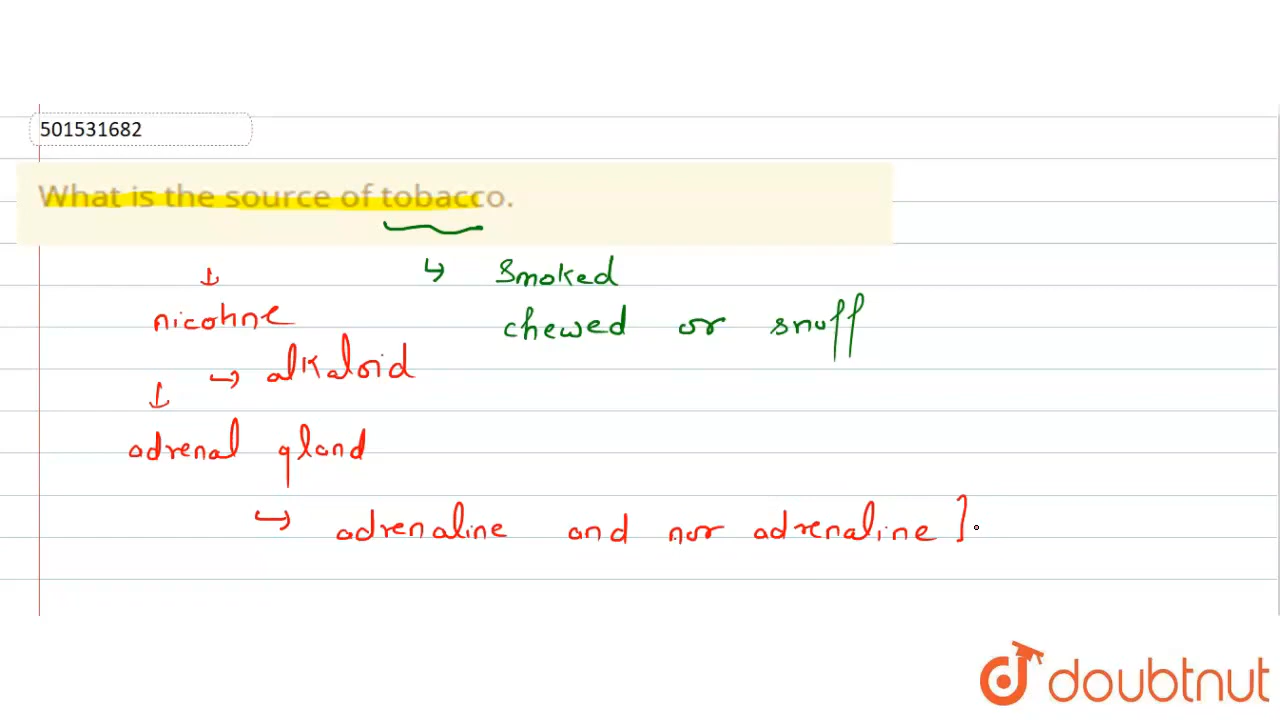 501531682
What is the source of tobacco.
↳ Smoked
↓
nicotine
chewed or snuff
↳ alkaloid
↓
adrenal gland
↳ adrenaline and nor adrenaline ]
doubtnut